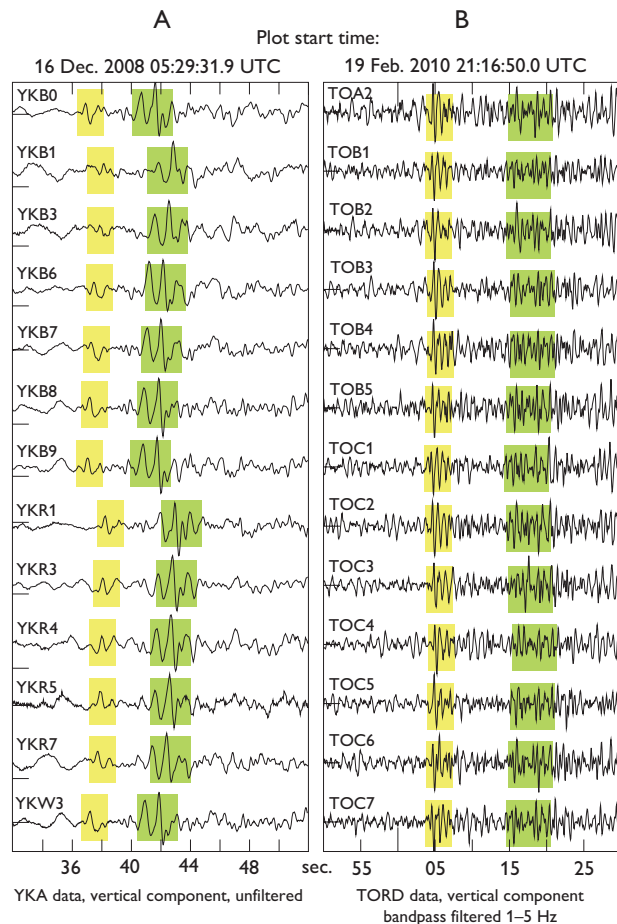 A
B
Plot start time:
16 Dec. 2008 05:29:31.9 UTC
19 Feb. 2010 21:16:50.0 UTC
YKB0
YKB1
YKB3
YKB6
YKB7
YKB8
YKB9
YKR1
YKR3
YKR4
YKR5
YKR7
YKW3
TOA2
TOB1
TOB2
TOB3
TOB4
TOB5
TOC1
TOC2
TOC3
TOC4
TOC5
TOC6
TOC7
36 40 44 48 sec. 55 05 15 25
YKA data, vertical component, unfiltered
TORD data, vertical component
bandpass filtered 1–5 Hz